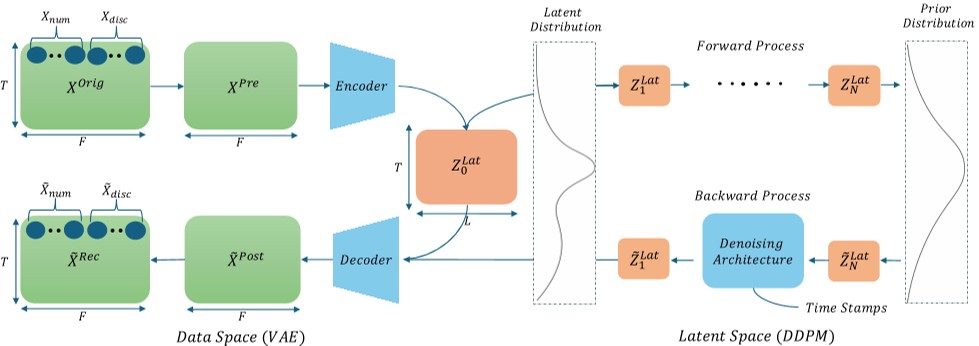 X_num X_disc
T
X^Orig
F
X^Pre
F
Encoder
T
Z_0^Lat
L
Latent
Distribution
Z_1^Lat
Forward Process
Z_N^Lat
Prior
Distribution
X̃_num X̃_disc
T
X̃^Rec
F
X̃^Post
F
Decoder
Z̃_1^Lat
Backward Process
Denoising
Architecture
Z̃_N^Lat
Time Stamps
Data Space (VAE)
Latent Space (DDPM)